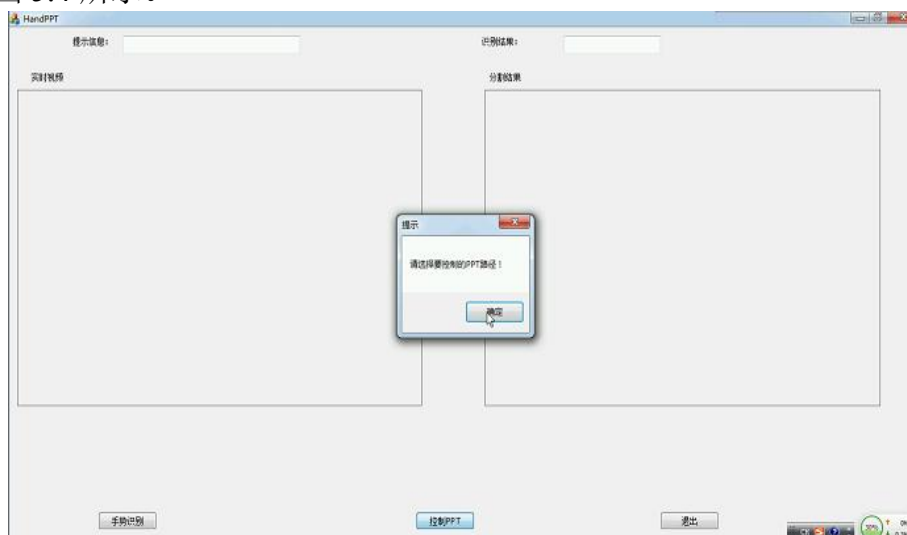 HandPPT
提示信息：
识别结果：
实时视频
分割结果
提示
请选择要控制的PPT路径！
确定
手势识别
控制PPT
退出